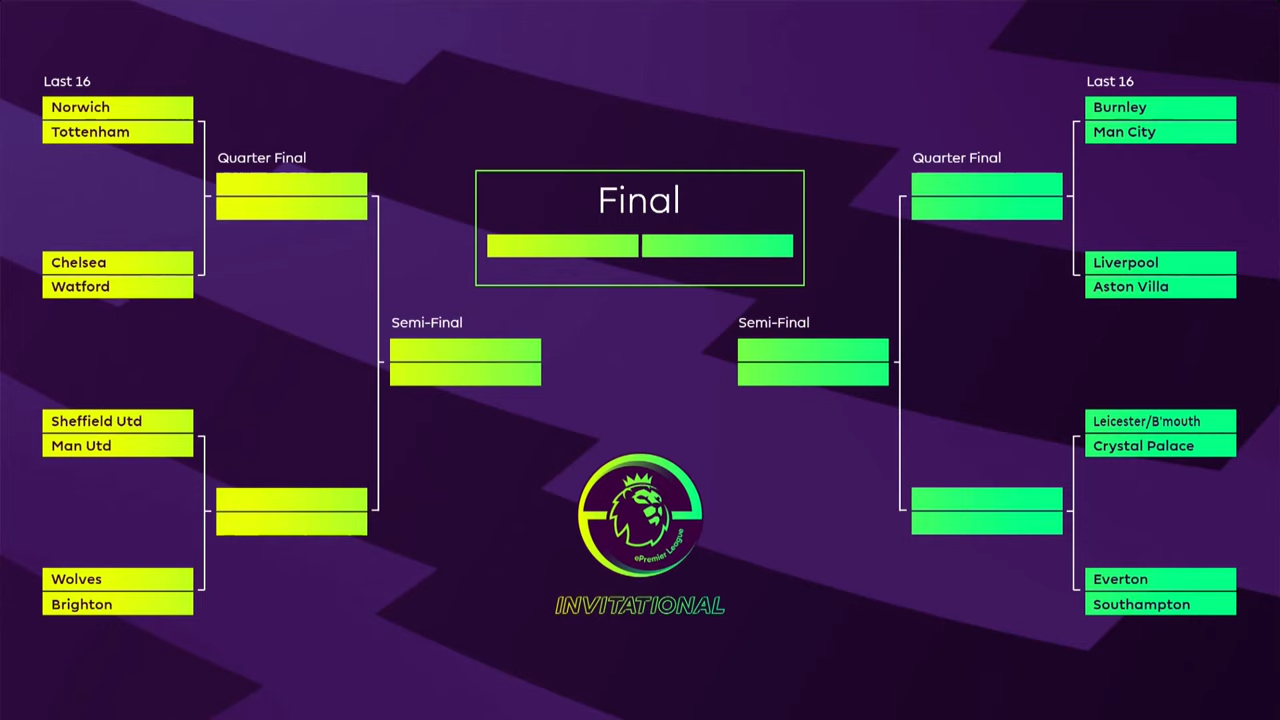 Last 16
Norwich
Tottenham
Chelsea
Watford
Sheffield Utd
Man Utd
Wolves
Brighton
Quarter Final
Semi-Final
Final
ePremier League
INVITATIONAL
Semi-Final
Quarter Final
Last 16
Burnley
Man City
Liverpool
Aston Villa
Leicester/B'mouth
Crystal Palace
Everton
Southampton